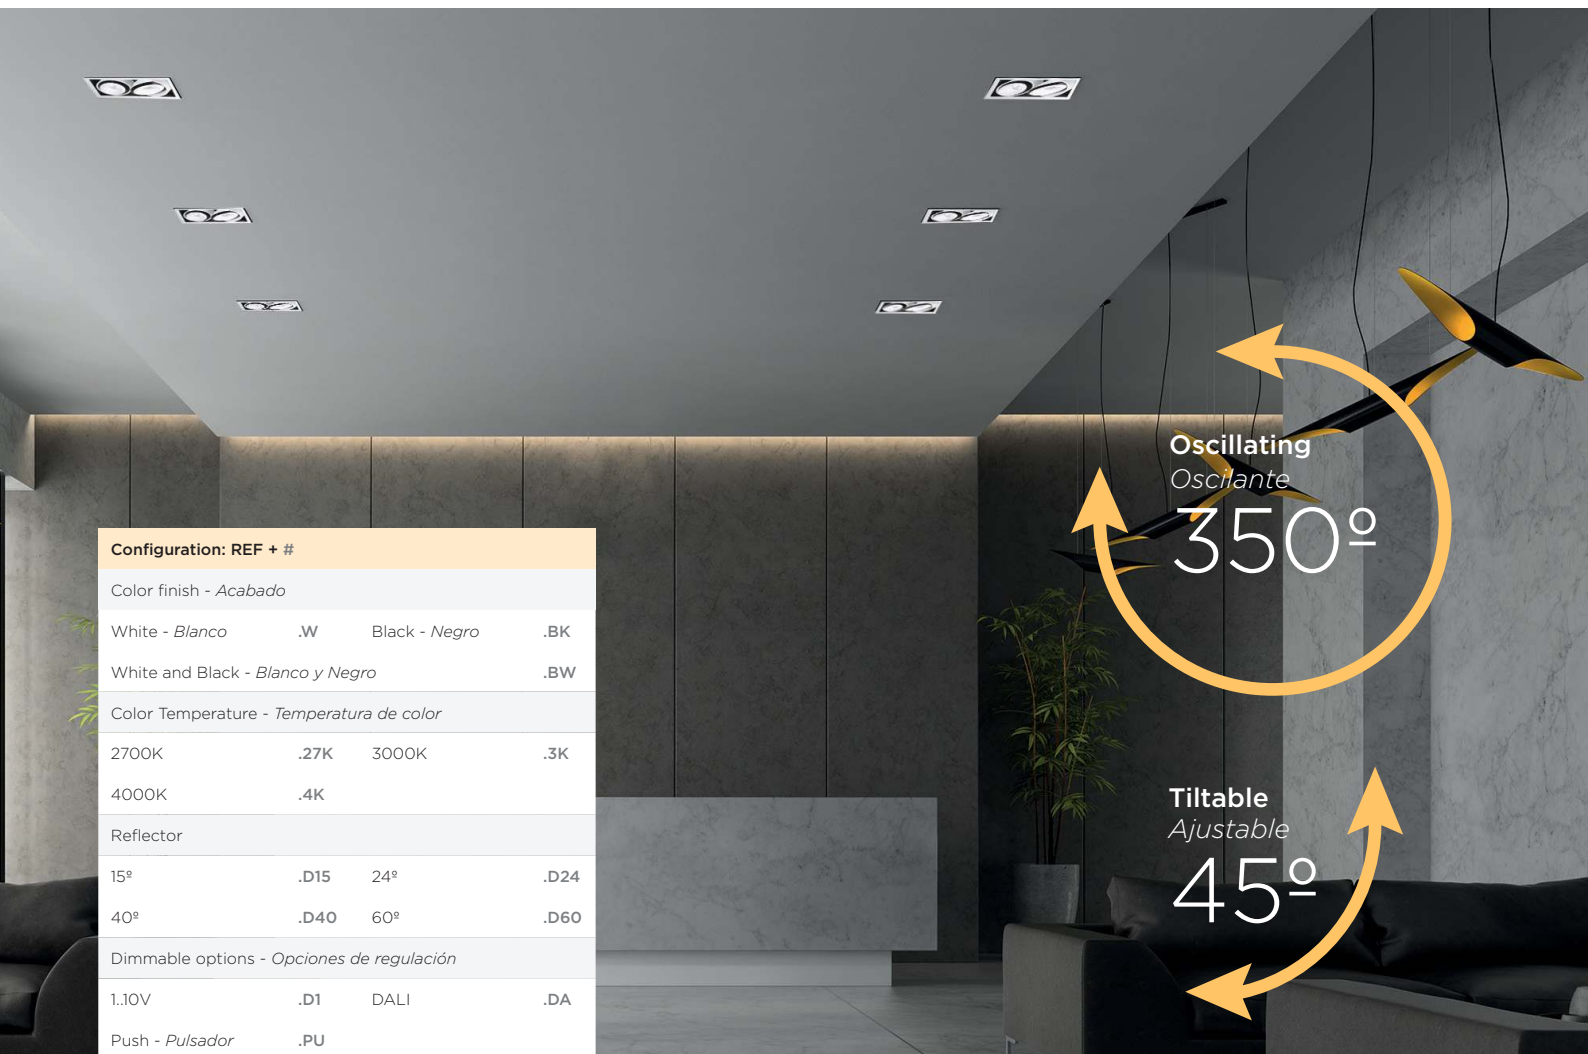 Configuration: REF + #
Color finish - Acabado
White - Blanco .W Black - Negro .BK
White and Black - Blanco y Negro .BW
Color Temperature - Temperatura de color
2700K .27K 3000K .3K
4000K .4K
Reflector
15º .D15 24º .D24
40º .D40 60º .D60
Dimmable options - Opciones de regulación
1..10V .D1 DALI .DA
Push - Pulsador .PU
Oscillating
Oscilante
350º
Tiltable
Ajustable
45º